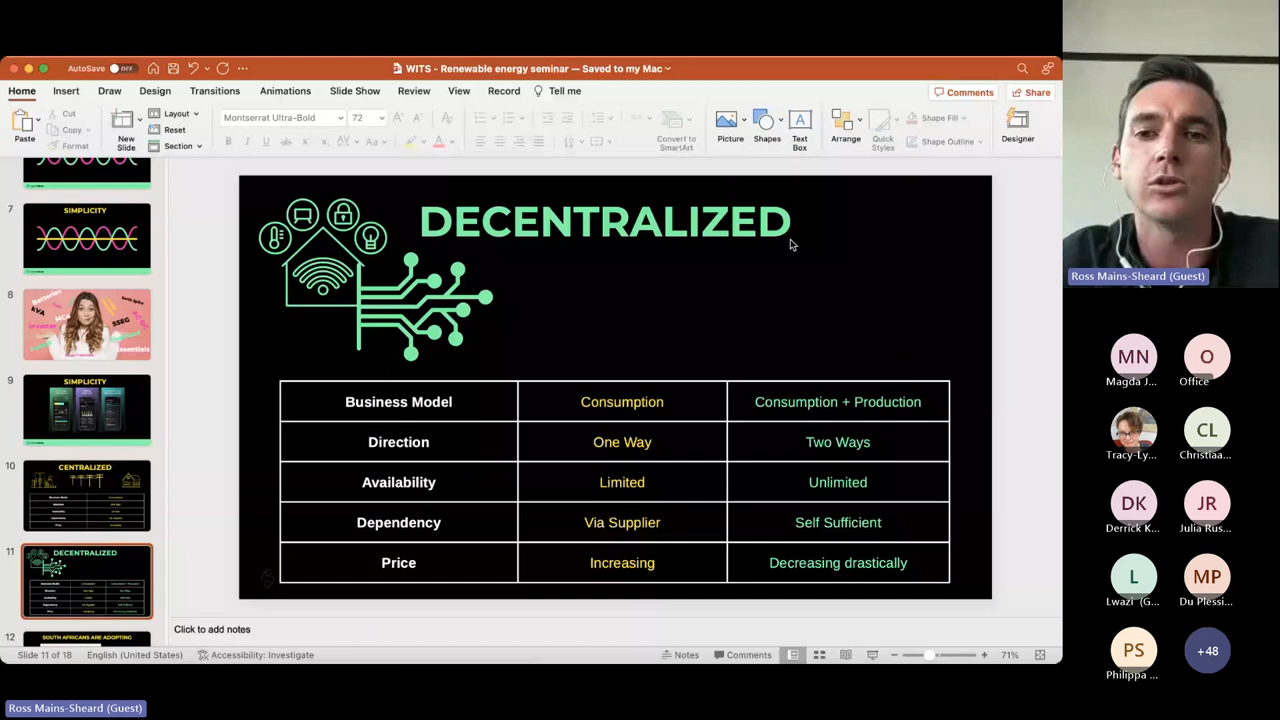 AutoSave OFF
WITS - Renewable energy seminar — Saved to my Mac
Home Insert Draw Design Transitions Animations Slide Show Review View Record Tell me
Comments Share
Paste
Cut
Copy
Format
New Slide
Layout
Reset
Section
Montserrat Ultra-Bold 72
Convert to SmartArt
Picture
Shapes
Text Box
Arrange
Quick Styles
Shape Fill
Shape Outline
Designer
7
SIMPLICITY
8
Batteries
kVA
Inverter
SSEG
9
SIMPLICITY
10
CENTRALIZED
11
DECENTRALIZED
12
SOUTH AFRICANS ARE ADOPTING
DECENTRALIZED
Business Model Consumption Consumption + Production
Direction One Way Two Ways
Availability Limited Unlimited
Dependency Via Supplier Self Sufficient
Price Increasing Decreasing drastically
Click to add notes
Slide 11 of 18 English (United States) Accessibility: Investigate Notes Comments 71%
Ross Mains-Sheard (Guest)
MN
Magda J...
O
Office
Tracy-Ly...
CL
Christiaa...
DK
Derrick K...
JR
Julia Rus...
L
Lwazi (G...
MP
Du Plessi...
PS
Philippa ...
+48
Ross Mains-Sheard (Guest)